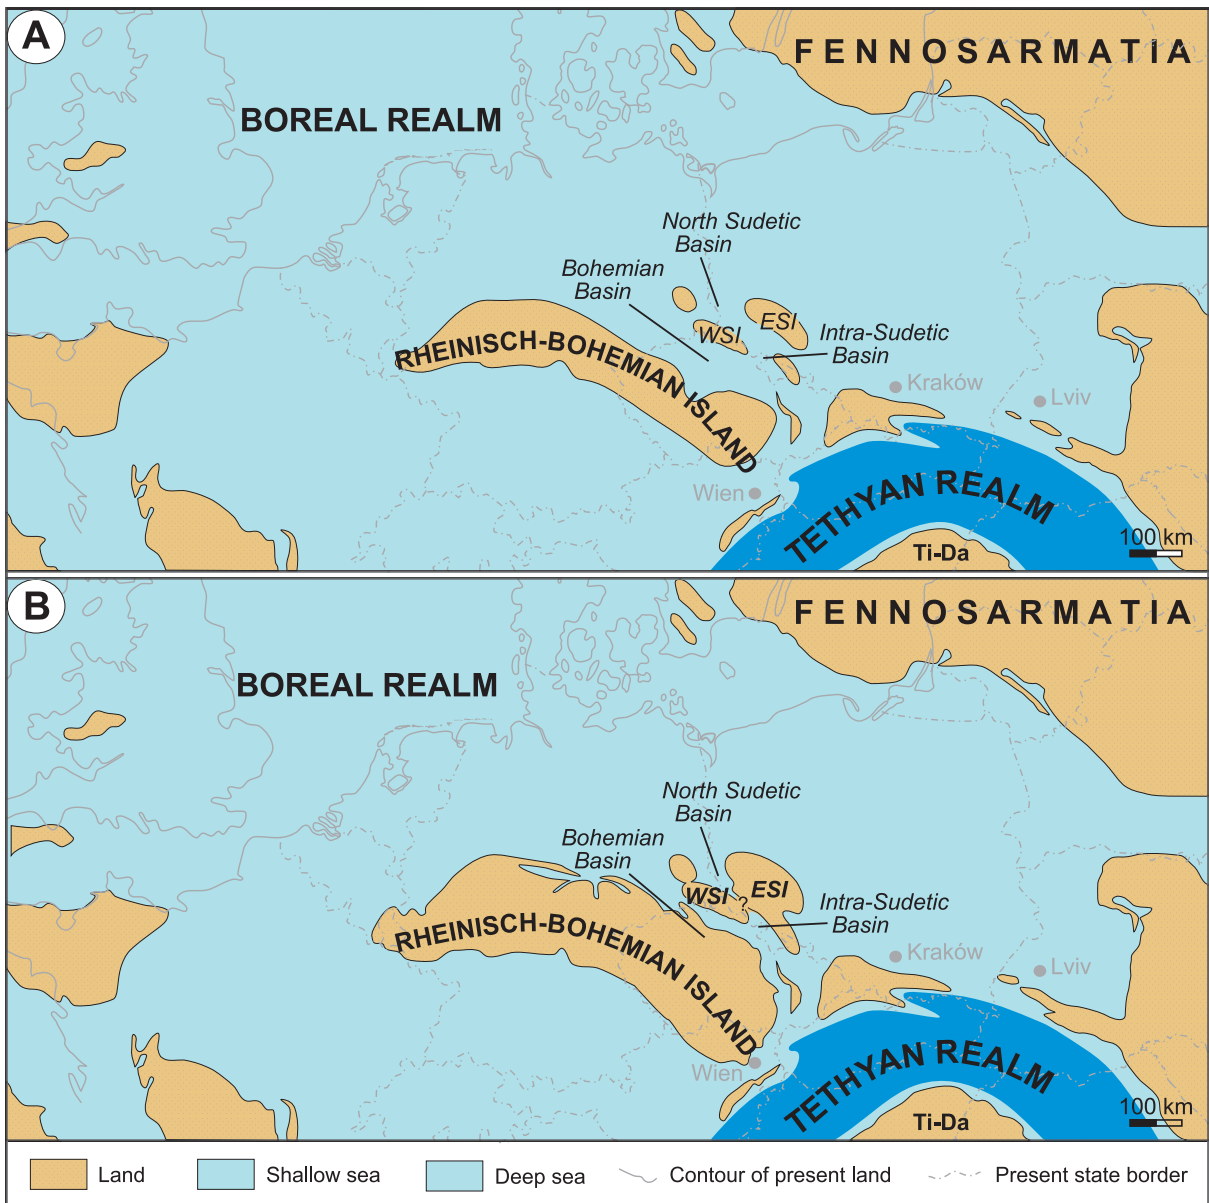 A
FENNOSARMATIA
BOREAL REALM
North Sudetic
Basin
Bohemian
Basin
WSI
ESI
Intra-Sudetic
Basin
RHEINISCH-BOHEMIAN ISLAND
Kraków
Lviv
Wien
TETHYAN REALM
Ti-Da
100 km
B
FENNOSARMATIA
BOREAL REALM
North Sudetic
Basin
Bohemian
Basin
WSI
?
ESI
Intra-Sudetic
Basin
RHEINISCH-BOHEMIAN ISLAND
Kraków
Lviv
Wien
TETHYAN REALM
Ti-Da
100 km
Land
Shallow sea
Deep sea
Contour of present land
Present state border